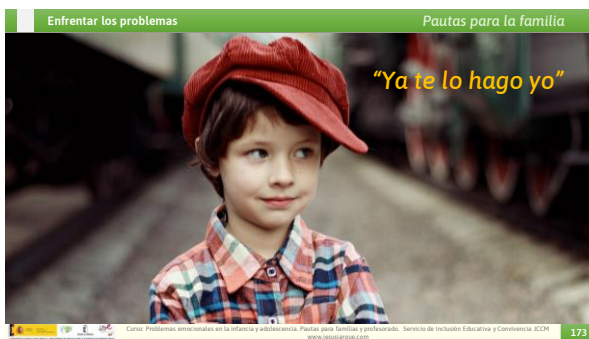 Enfrentar los problemas
Pautas para la familia
“Ya te lo hago yo”
Curso: Problemas emocionales en la infancia y adolescencia. Pautas para familias y profesorado. Servicio de Inclusión Educativa y Convivencia JCCM
www.jesusjarque.com
173